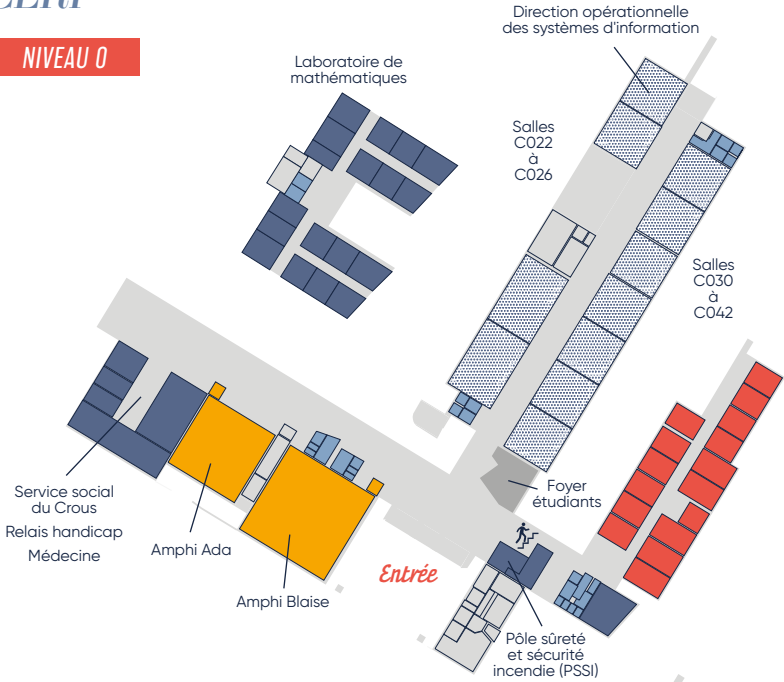 NIVEAU 0
Direction opérationnelle
des systèmes d'information
Laboratoire de
mathématiques
Salles
C022
à
C026
Salles
C030
à
C042
Foyer
étudiants
Service social
du Crous
Relais handicap
Médecine
Amphi Ada
Amphi Blaise
Entrée
Pôle sûreté
et sécurité
incendie (PSSI)